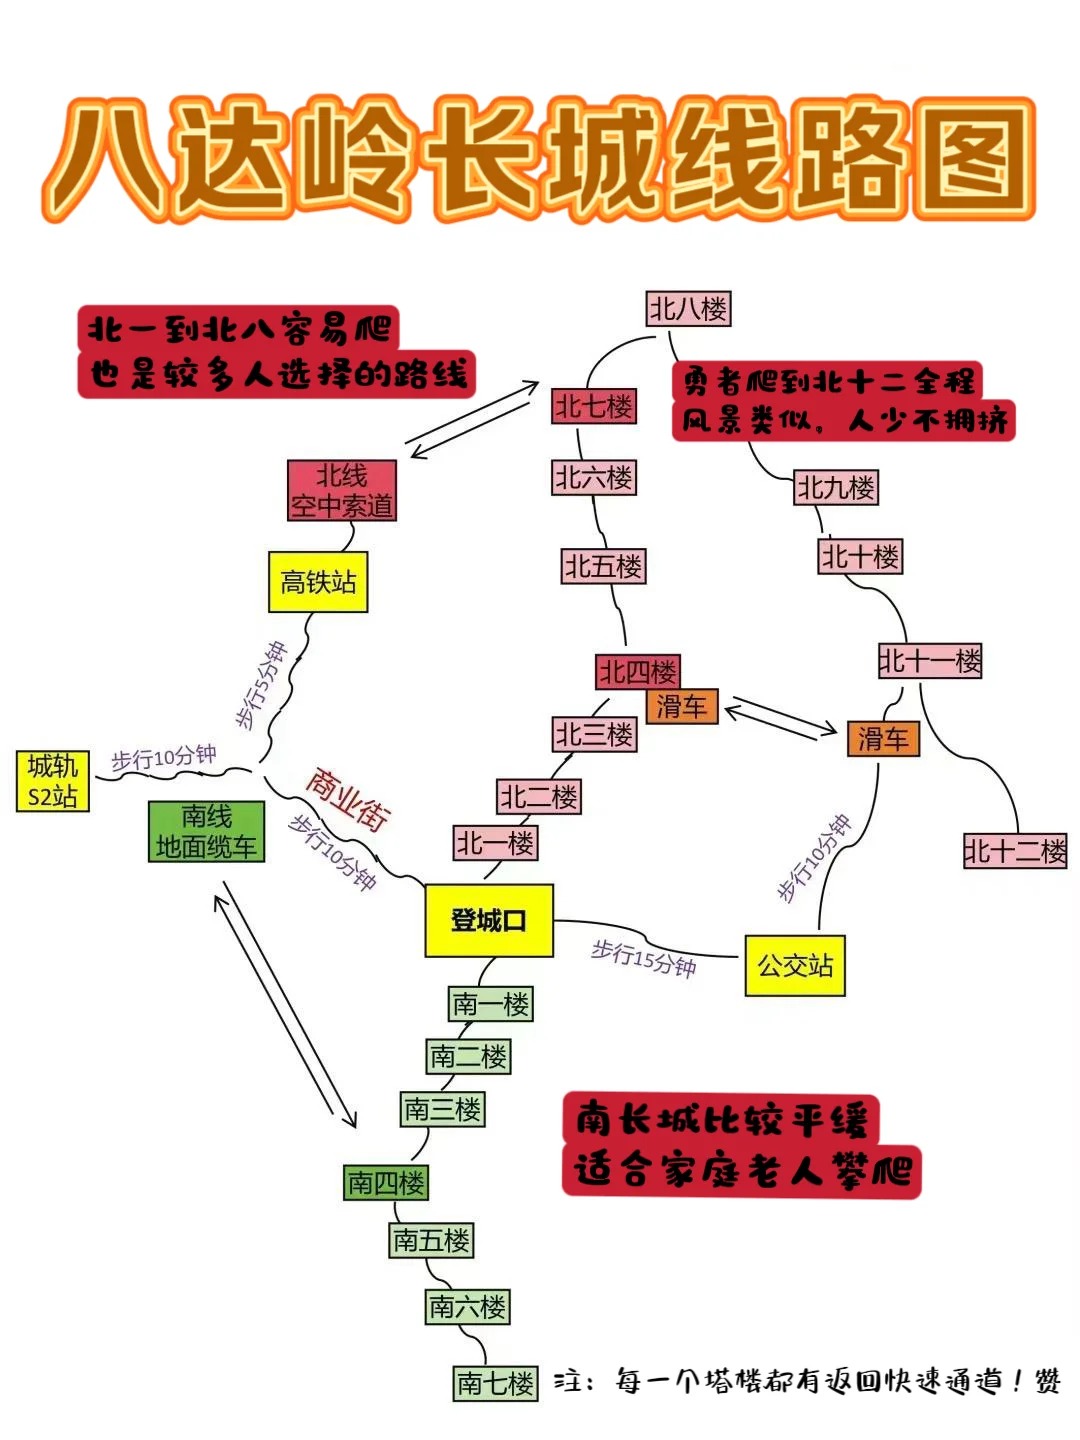 八达岭长城线路图
北一到北八容易爬
也是较多人选择的路线
北八楼
勇者爬到北十二全程
风景类似，人少不拥挤
北七楼
北线
空中索道
北六楼
北九楼
高铁站
北五楼
北十楼
步行5分钟
北四楼
滑车
北十一楼
北三楼
滑车
城轨
S2站
步行10分钟
南线
地面缆车
商业街
步行10分钟
北二楼
北一楼
步行10分钟
北十二楼
登城口
步行15分钟
公交站
南一楼
南二楼
南三楼
南长城比较平缓
适合家庭老人攀爬
南四楼
南五楼
南六楼
南七楼
注：每一个塔楼都有返回快速通道！赞